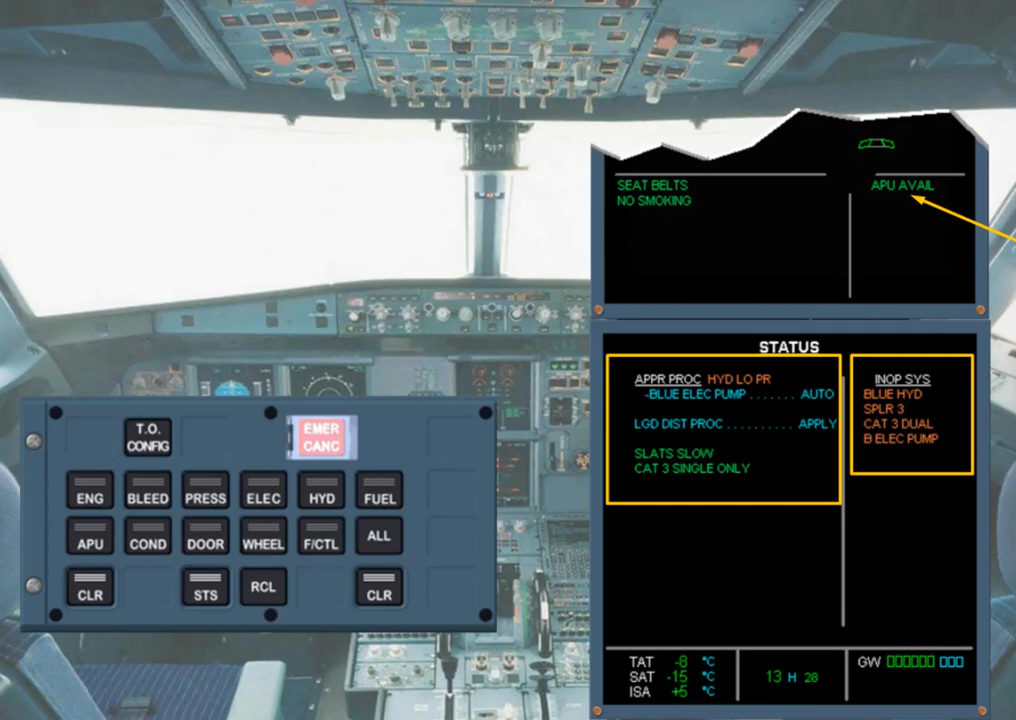 SEAT BELTS
NO SMOKING
APU AVAIL
STATUS
APPR PROC HYD LO PR
-BLUE ELEC PUMP ....... AUTO
LGD DIST PROC .......... APPLY
SLATS SLOW
CAT 3 SINGLE ONLY
INOP SYS
BLUE HYD
SPLR 3
CAT 3 DUAL
B ELEC PUMP
TAT -8 °C
SAT -15 °C
ISA +5 °C
13 H 28
GW
T.O. CONFIG
EMER CANC
ENG BLEED PRESS ELEC HYD FUEL
APU COND DOOR WHEEL F/CTL ALL
CLR STS RCL CLR